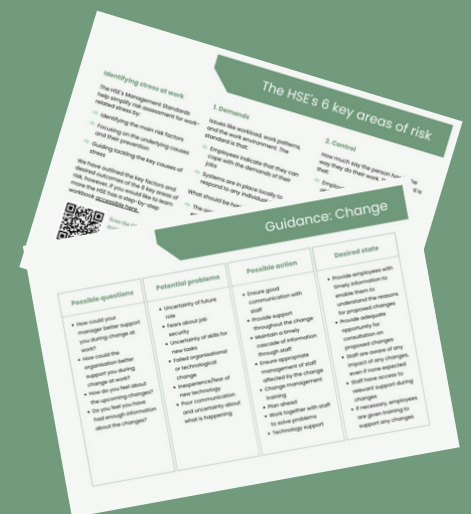 The HSE's 6 key areas of risk
Identifying stress at work
The HSE's Management Standards
help simplify risk assessment for work-
related stress by:
Identifying the main risk factors
Focusing on the underlying causes
and their prevention
Guiding tackling the key causes of
stress
We have outlined the key factors and
desired outcomes of the 6 key areas of
risk, however, if you would like to learn
more the HSE has a step-by-step
workbook accessible here.
1. Demands
Issues like workload, work patterns,
and the work environment. The
standard is that:
Employees indicate that they can
cope with the demands of their
jobs
Systems are in place locally to
respond to any individual
What should be
The
2. Control
How much say the person
way they do their work.
that:
Guidance: Change
Possible questions
How could your
manager better support
you during change at
work?
How could the
organisation better
support you during
change at work?
How do you feel about
the upcoming changes?
Do you feel you have
had enough information
about the changes?
Potential problems
Uncertainty of future
role
Fears about job
security
Uncertainty of skills for
new tasks
Failed organisational
or technological
change
Inexperience/fear of
new technology
Poor communication
and uncertainty about
what is happening
Possible action
Ensure good
communication with
staff
Provide support
throughout the change
Maintain a timely
cascade of information
through staff
Ensure appropriate
management of staff
affected by the change
Change management
training
Plan ahead
Work together with staff
to solve problems
Technology support
Desired state
Provide employees with
timely information to
enable them to
understand the reasons
for proposed changes
Provide adequate
opportunity for
consultation on
proposed changes
Staff are aware of any
impact of any changes,
even if none expected
Staff have access to
relevant support during
changes
If necessary, employees
are given training to
support any changes